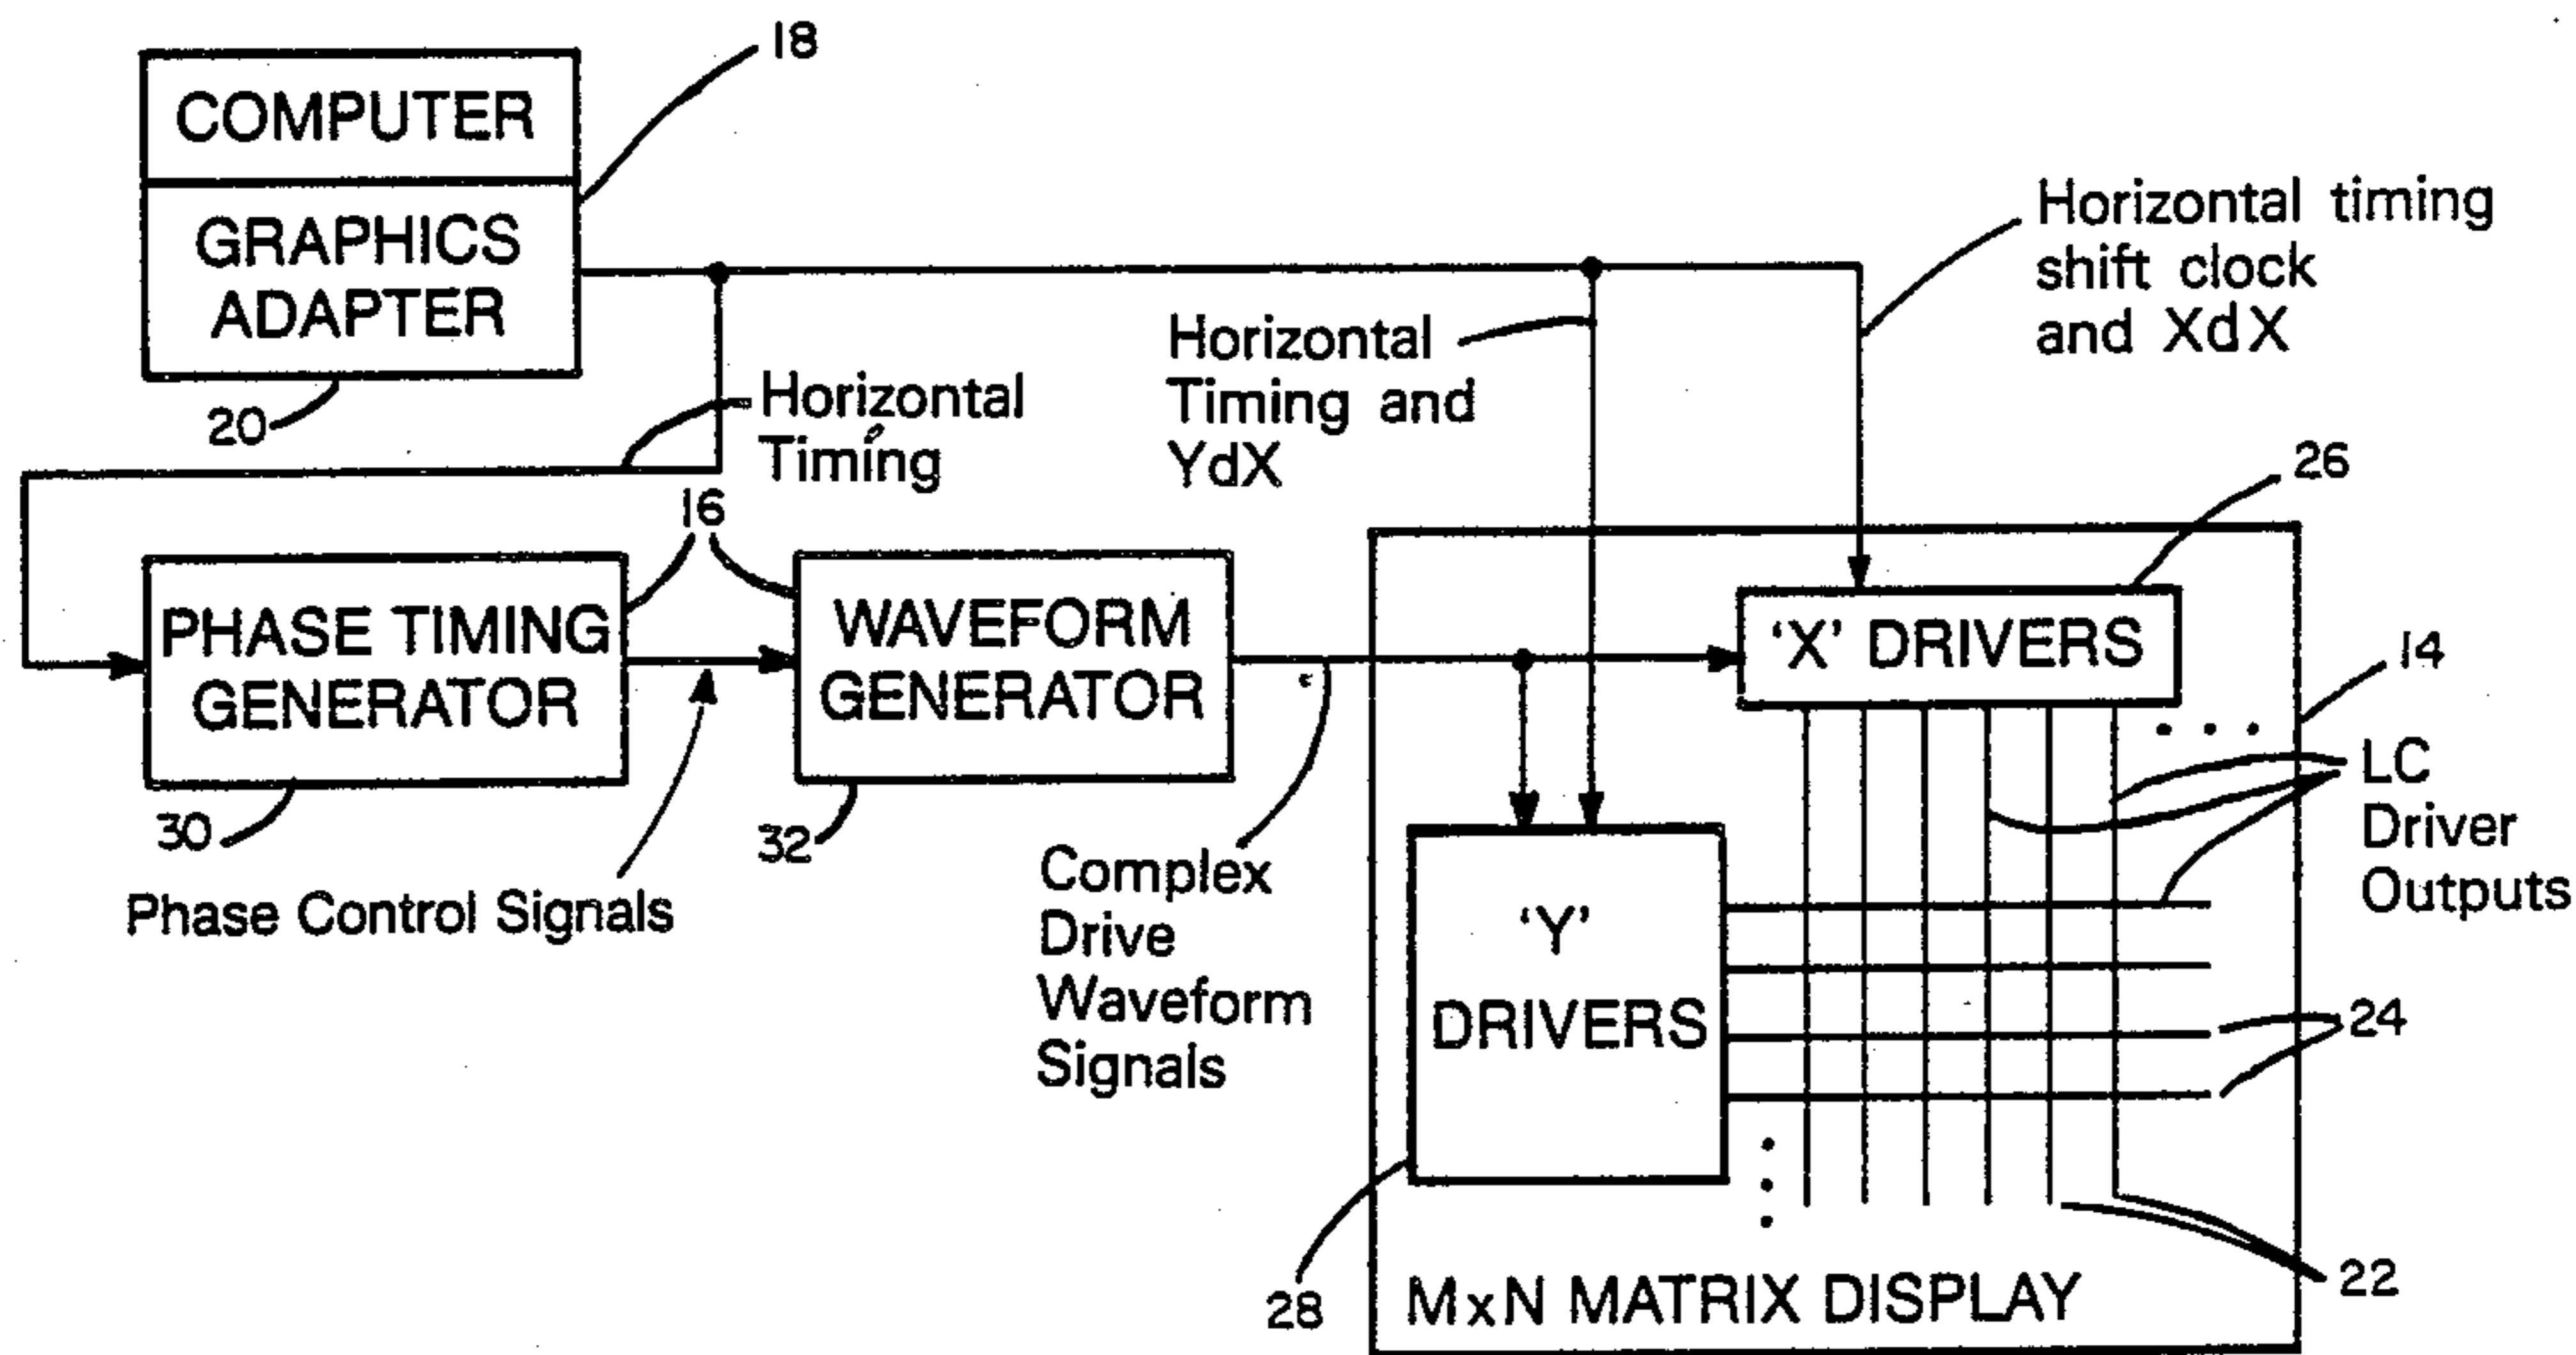 COMPUTER
GRAPHICS
ADAPTER
18
20
Horizontal
Timing
Horizontal
Timing and
YdX
Horizontal timing
shift clock
and XdX
26
16
PHASE TIMING
GENERATOR
30
WAVEFORM
GENERATOR
32
Phase Control Signals
Complex
Drive
Waveform
Signals
'X' DRIVERS
14
LC
Driver
Outputs
'Y'
DRIVERS
24
28
22
MxN MATRIX DISPLAY